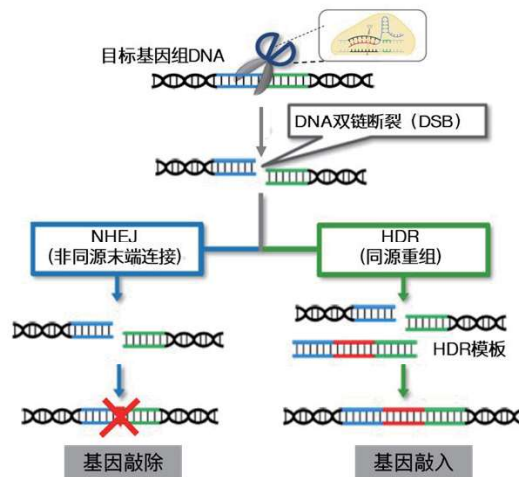 目标基因组DNA
DNA双链断裂（DSB）
NHEJ
(非同源末端连接)
HDR
(同源重组)
HDR模板
基因敲除
基因敲入